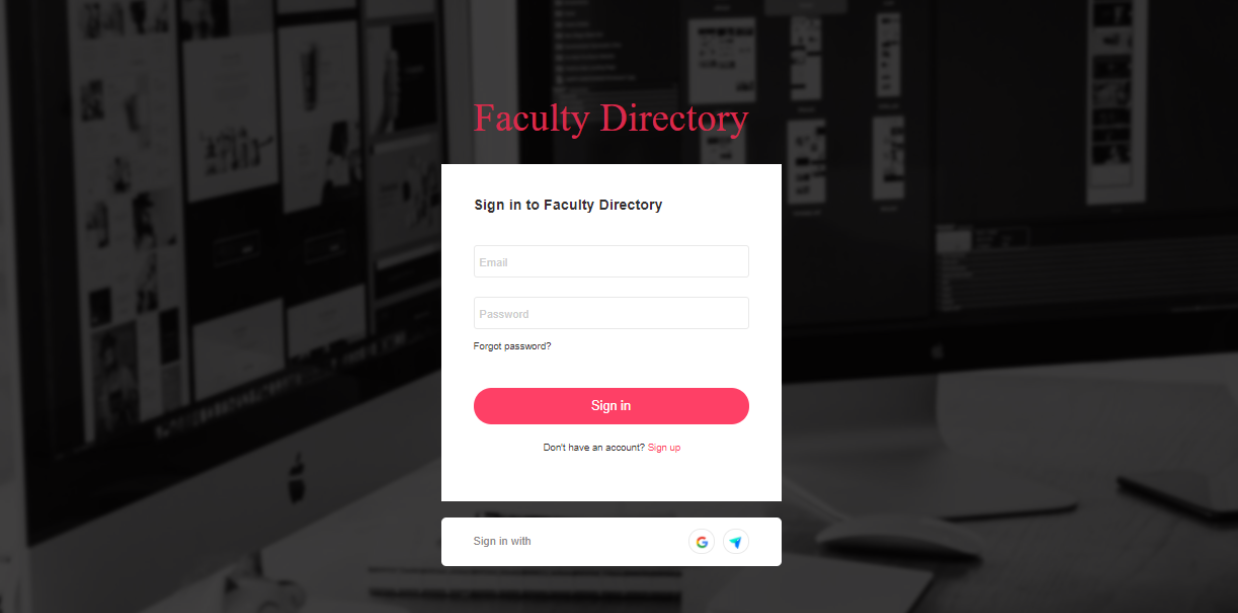 Faculty Directory
Sign in to Faculty Directory
Email
Password
Forgot password?
Sign in
Don't have an account? Sign up
Sign in with